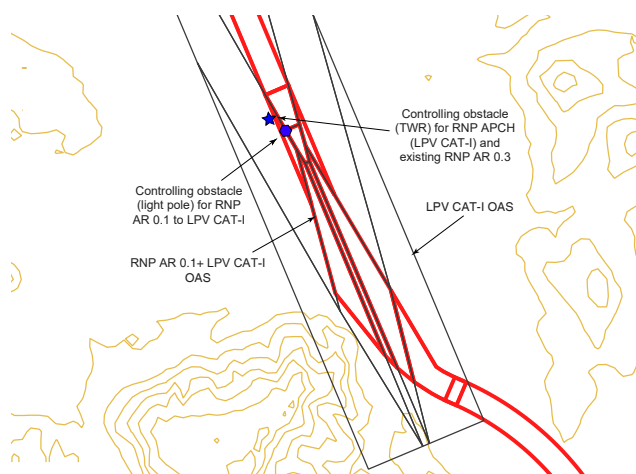 Controlling obstacle
(TWR) for RNP APCH
(LPV CAT-I) and
existing RNP AR 0.3
Controlling obstacle
(light pole) for RNP
AR 0.1 to LPV CAT-I
LPV CAT-I OAS
RNP AR 0.1+ LPV CAT-I
OAS